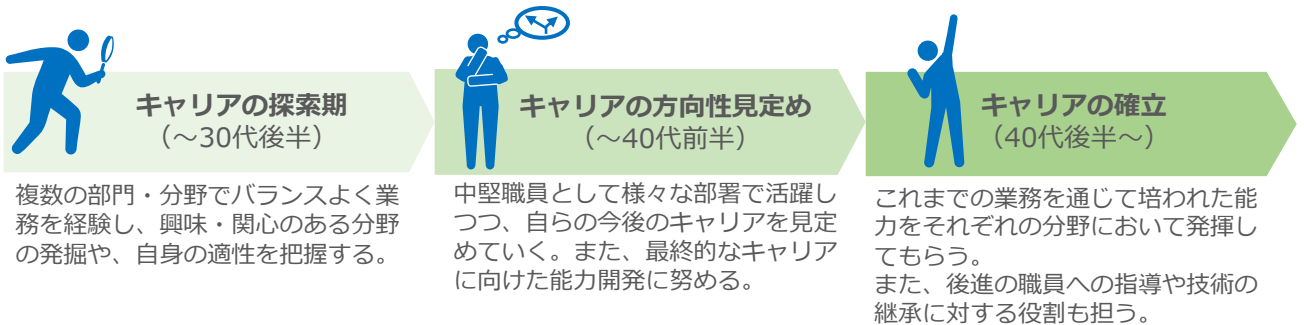 キャリアの探索期
（～30代後半）
複数の部門・分野でバランスよく業
務を経験し、興味・関心のある分野
の発掘や、自身の適性を把握する。
キャリアの方向性見定め
（～40代前半）
中堅職員として様々な部署で活躍し
つつ、自らの今後のキャリアを見定
めていく。また、最終的なキャリア
に向けた能力開発に努める。
キャリアの確立
（40代後半～）
これまでの業務を通じて培われた能
力をそれぞれの分野において発揮し
てもらう。
また、後進の職員への指導や技術の
継承に対する役割も担う。